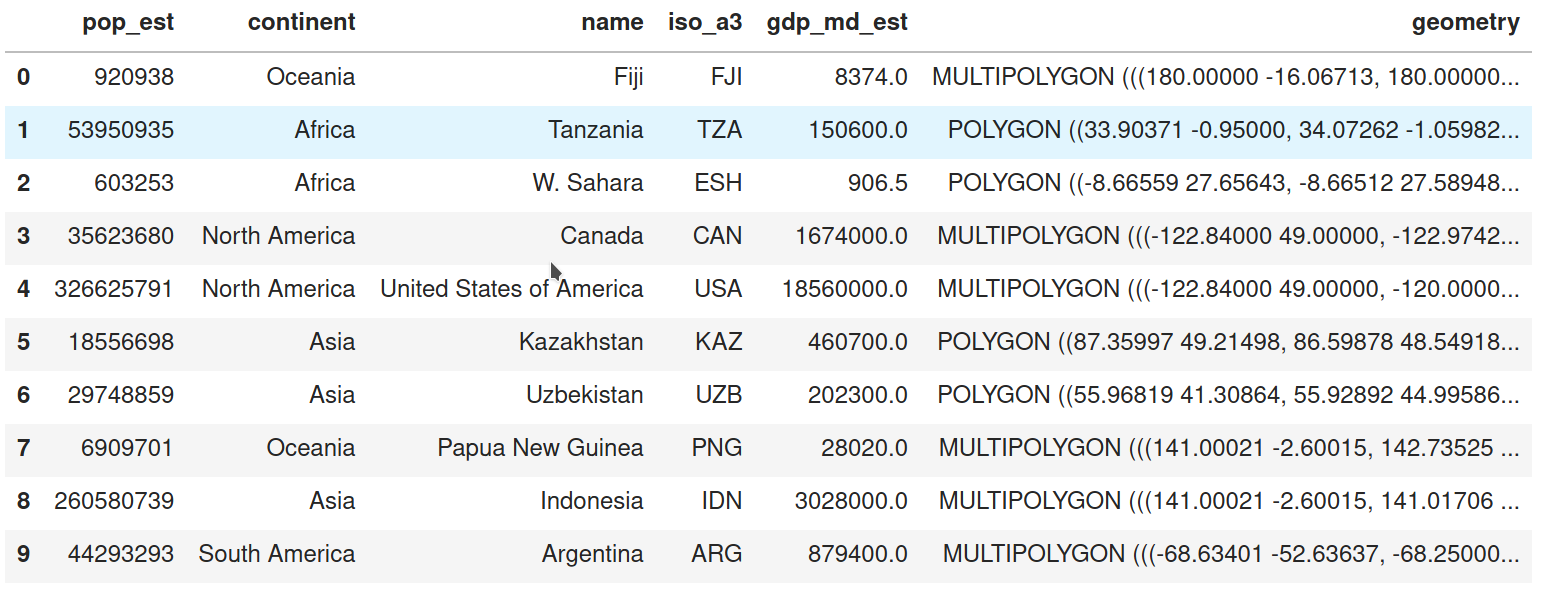 pop_est continent name iso_a3 gdp_md_est geometry
0 920938 Oceania Fiji FJI 8374.0 MULTIPOLYGON (((180.00000 -16.06713, 180.00000...
1 53950935 Africa Tanzania TZA 150600.0 POLYGON ((33.90371 -0.95000, 34.07262 -1.05982...
2 603253 Africa W. Sahara ESH 906.5 POLYGON ((-8.66559 27.65643, -8.66512 27.58948...
3 35623680 North America Canada CAN 1674000.0 MULTIPOLYGON (((-122.84000 49.00000, -122.9742...
4 326625791 North America United States of America USA 18560000.0 MULTIPOLYGON (((-122.84000 49.00000, -120.0000...
5 18556698 Asia Kazakhstan KAZ 460700.0 POLYGON ((87.35997 49.21498, 86.59878 48.54918...
6 29748859 Asia Uzbekistan UZB 202300.0 POLYGON ((55.96819 41.30864, 55.92892 44.99586...
7 6909701 Oceania Papua New Guinea PNG 28020.0 MULTIPOLYGON (((141.00021 -2.60015, 142.73525 ...
8 260580739 Asia Indonesia IDN 3028000.0 MULTIPOLYGON (((141.00021 -2.60015, 141.01706 ...
9 44293293 South America Argentina ARG 879400.0 MULTIPOLYGON (((-68.63401 -52.63637, -68.25000...